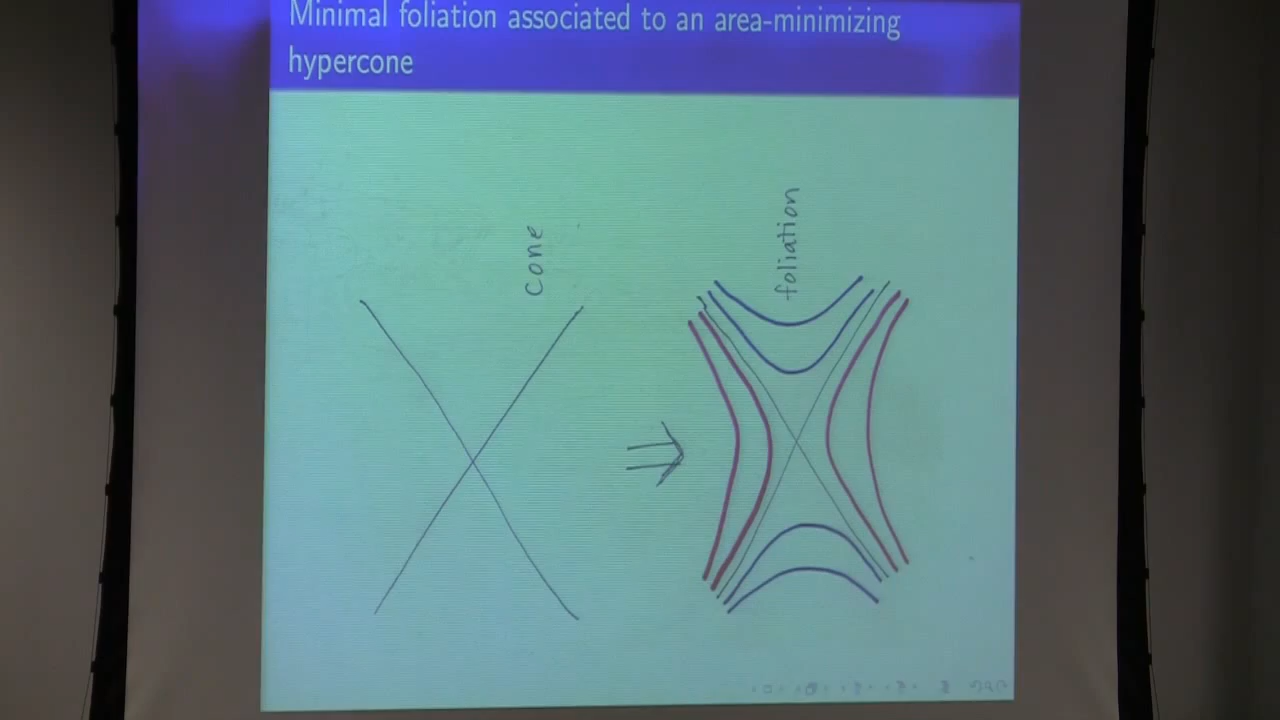 Minimal foliation associated to an area-minimizing
hypercone
cone
foliation